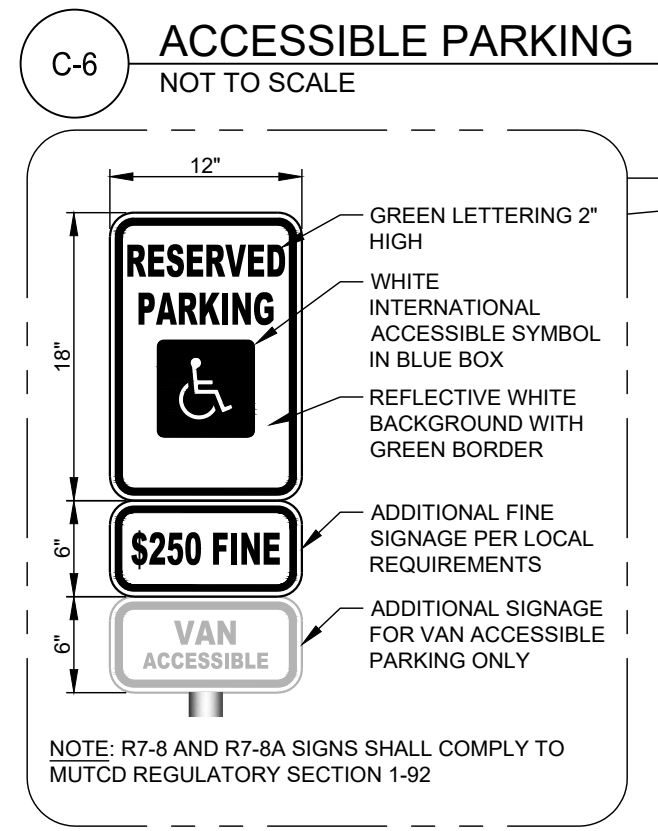 C-6
ACCESSIBLE PARKING
NOT TO SCALE
12"
18"
6"
6"
RESERVED
PARKING
$250 FINE
VAN
ACCESSIBLE
GREEN LETTERING 2"
HIGH
WHITE
INTERNATIONAL
ACCESSIBLE SYMBOL
IN BLUE BOX
REFLECTIVE WHITE
BACKGROUND WITH
GREEN BORDER
ADDITIONAL FINE
SIGNAGE PER LOCAL
REQUIREMENTS
ADDITIONAL SIGNAGE
FOR VAN ACCESSIBLE
PARKING ONLY
NOTE: R7-8 AND R7-8A SIGNS SHALL COMPLY TO
MUTCD REGULATORY SECTION 1-92